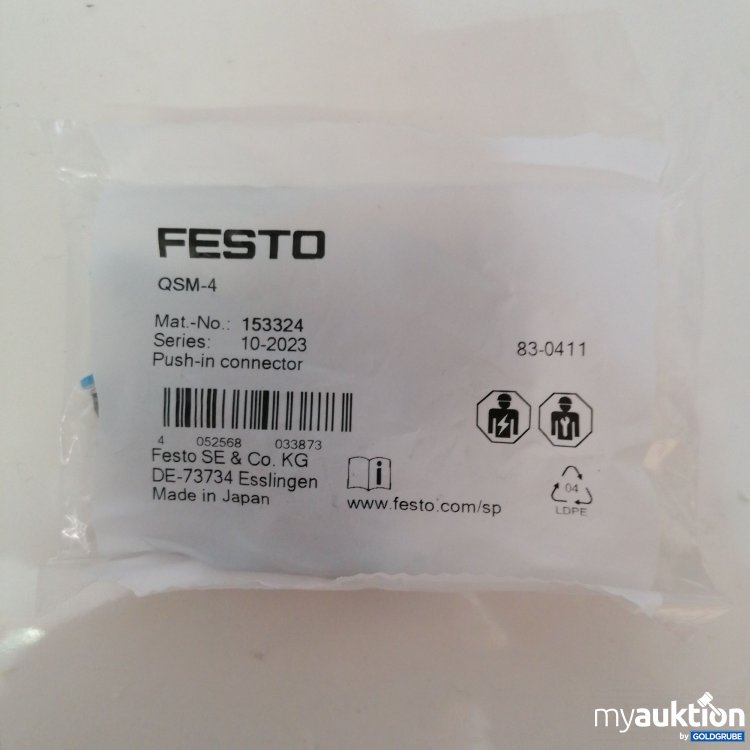 FESTO
QSM-4
Mat.-No.: 153324
Series: 10-2023
83-0411
Push-in connector
4 052568 033873
Festo SE & Co. KG
DE-73734 Esslingen
Made in Japan
www.festo.com/sp
04
LDPE
myauktion
by GOLDGRUBE